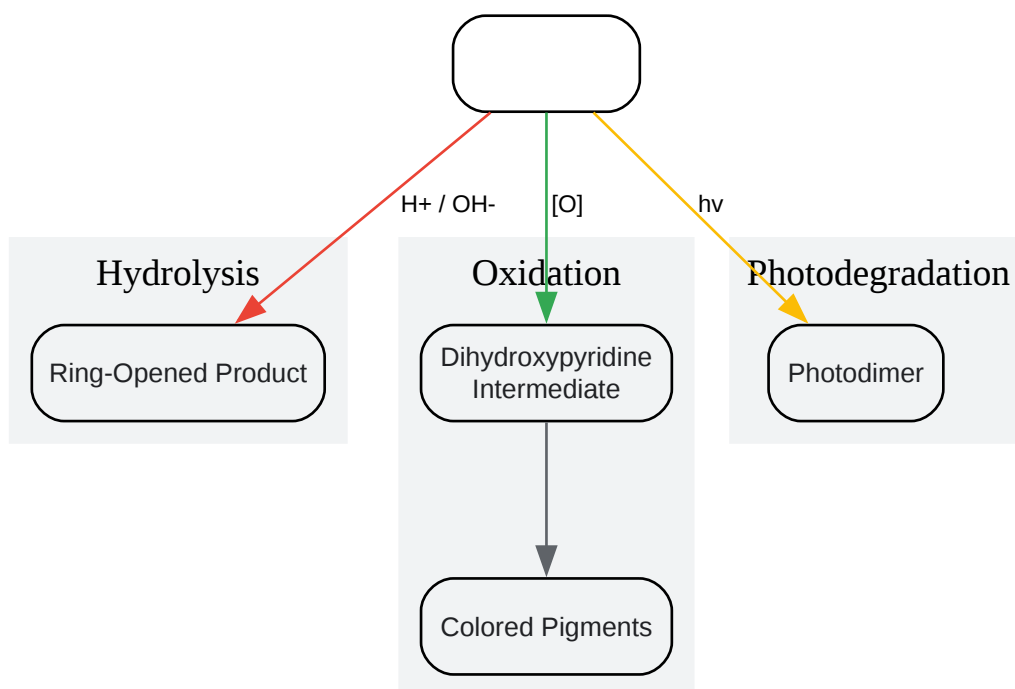 H+ / OH-
[O]
hv
Hydrolysis
Oxidation
Photodegradation
Ring-Opened Product
Dihydroxypyridine
Intermediate
Photodimer
Colored Pigments